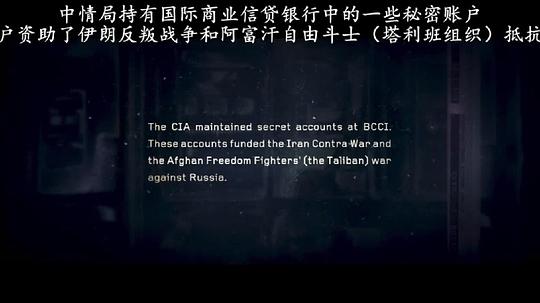 中情局持有国际商业信贷银行中的一些秘密账户
户资助了伊朗反叛战争和阿富汗自由斗士（塔利班组织）抵抗
The CIA maintained secret accounts at BCCI.
These accounts funded the Iran Contra War and
the Afghan Freedom Fighters' (the Taliban) war
against Russia.